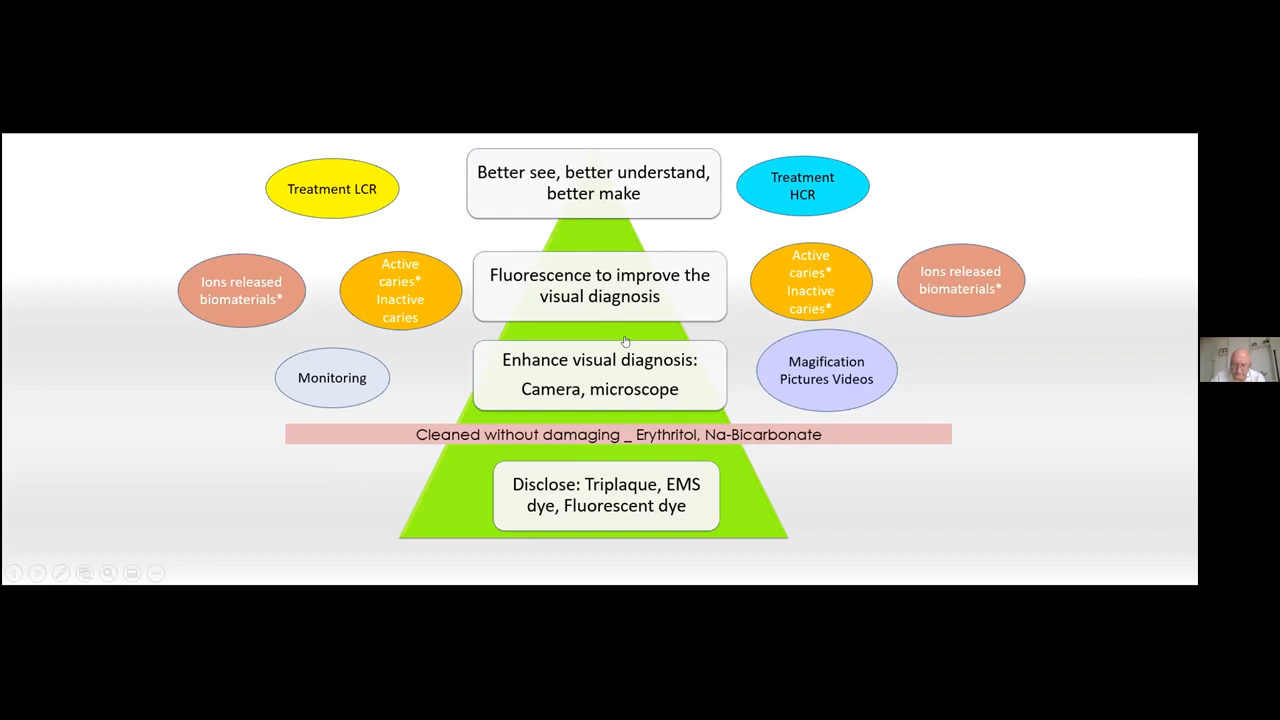 Better see, better understand,
better make
Treatment LCR
Treatment
HCR
Ions released
biomaterials*
Active
caries*
Inactive
caries
Fluorescence to improve the
visual diagnosis
Active
caries*
Inactive
caries*
Ions released
biomaterials*
Monitoring
Enhance visual diagnosis:
Camera, microscope
Magification
Pictures Videos
Cleaned without damaging _ Erythritol, Na-Bicarbonate
Disclose: Triplaque, EMS
dye, Fluorescent dye